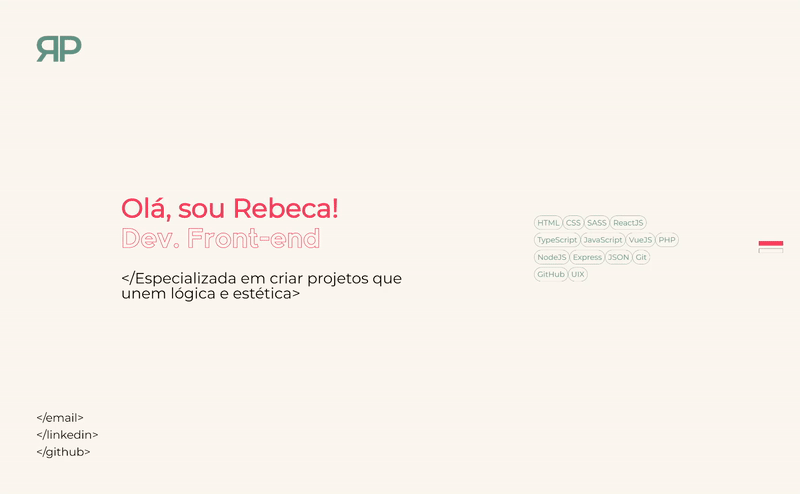 ЯP
Olá, sou Rebeca!
Dev. Front-end
</Especializada em criar projetos que
unem lógica e estética>
HTML CSS SASS ReactJS
TypeScript JavaScript VueJS PHP
NodeJS Express JSON Git
GitHub UIX
</email>
</linkedin>
</github>